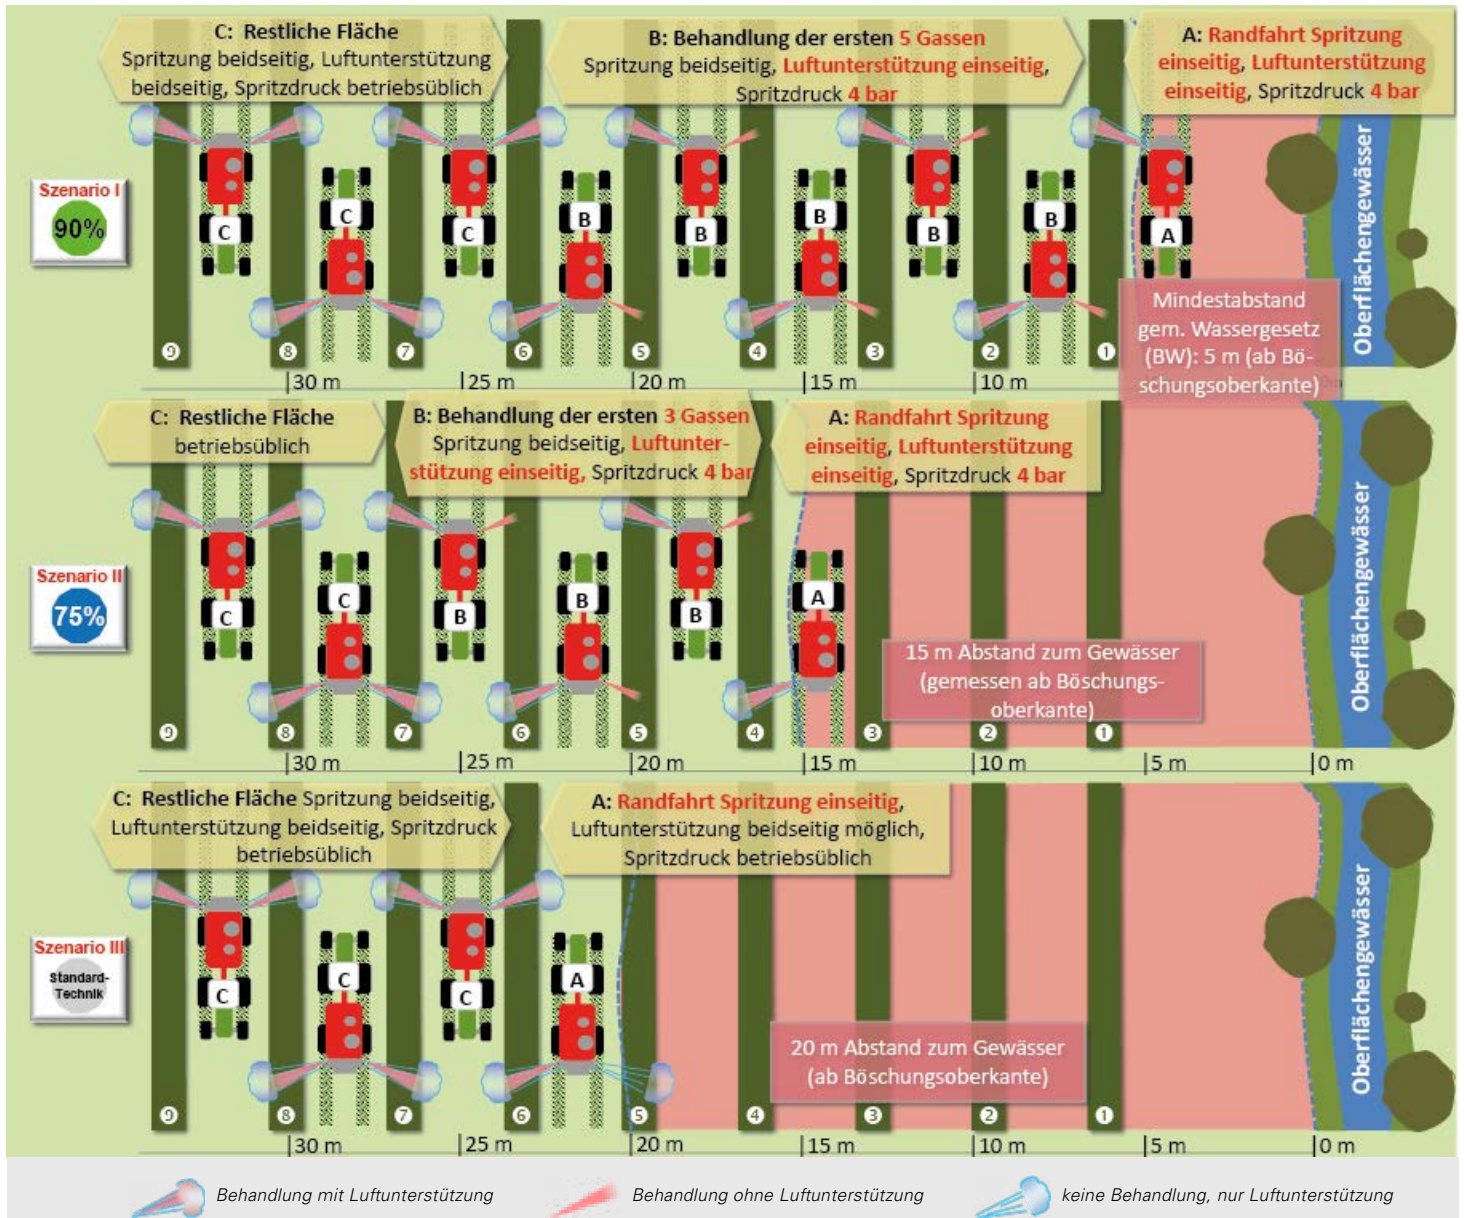 C: Restliche Fläche
Spritzung beidseitig, Luftunterstützung
beidseitig, Spritzdruck betriebsüblich
B: Behandlung der ersten 5 Gassen
Spritzung beidseitig, Luftunterstützung einseitig,
Spritzdruck 4 bar
A: Randfahrt Spritzung
einseitig, Luftunterstützung
einseitig, Spritzdruck 4 bar
Szenario I
90%
C
C
C
B
B
B
B
B
A
Mindestabstand
gem. Wassergesetz
(BW): 5 m (ab Bö-
schungsoberkante)
Oberflächengewässer
9
8
7
6
5
4
3
2
1
30 m
25 m
20 m
15 m
10 m
C: Restliche Fläche
betriebsüblich
B: Behandlung der ersten 3 Gassen
Spritzung beidseitig, Luftunter-
stützung einseitig, Spritzdruck 4 bar
A: Randfahrt Spritzung
einseitig, Luftunterstützung
einseitig, Spritzdruck 4 bar
Szenario II
75%
C
C
B
B
B
A
15 m Abstand zum Gewässer
(gemessen ab Böschungs-
oberkante)
Oberflächengewässer
9
8
7
6
5
4
3
2
1
30 m
25 m
20 m
15 m
10 m
5 m
0 m
C: Restliche Fläche Spritzung beidseitig,
Luftunterstützung beidseitig, Spritzdruck
betriebsüblich
A: Randfahrt Spritzung einseitig,
Luftunterstützung beidseitig möglich,
Spritzdruck betriebsüblich
Szenario III
Standard-
Technik
C
C
C
A
20 m Abstand zum Gewässer
(ab Böschungsoberkante)
Oberflächengewässer
9
8
7
6
5
4
3
2
1
30 m
25 m
20 m
15 m
10 m
5 m
0 m
Behandlung mit Luftunterstützung
Behandlung ohne Luftunterstützung
keine Behandlung, nur Luftunterstützung